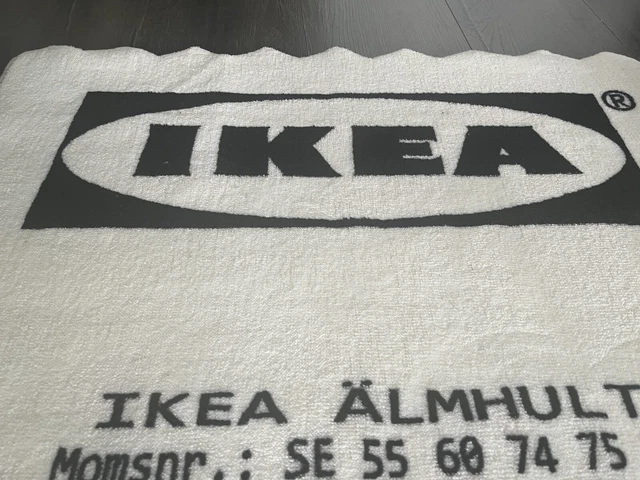 IKEA®
IKEA ÄLMHULT
Momsnr.: SE 55 60 74 75